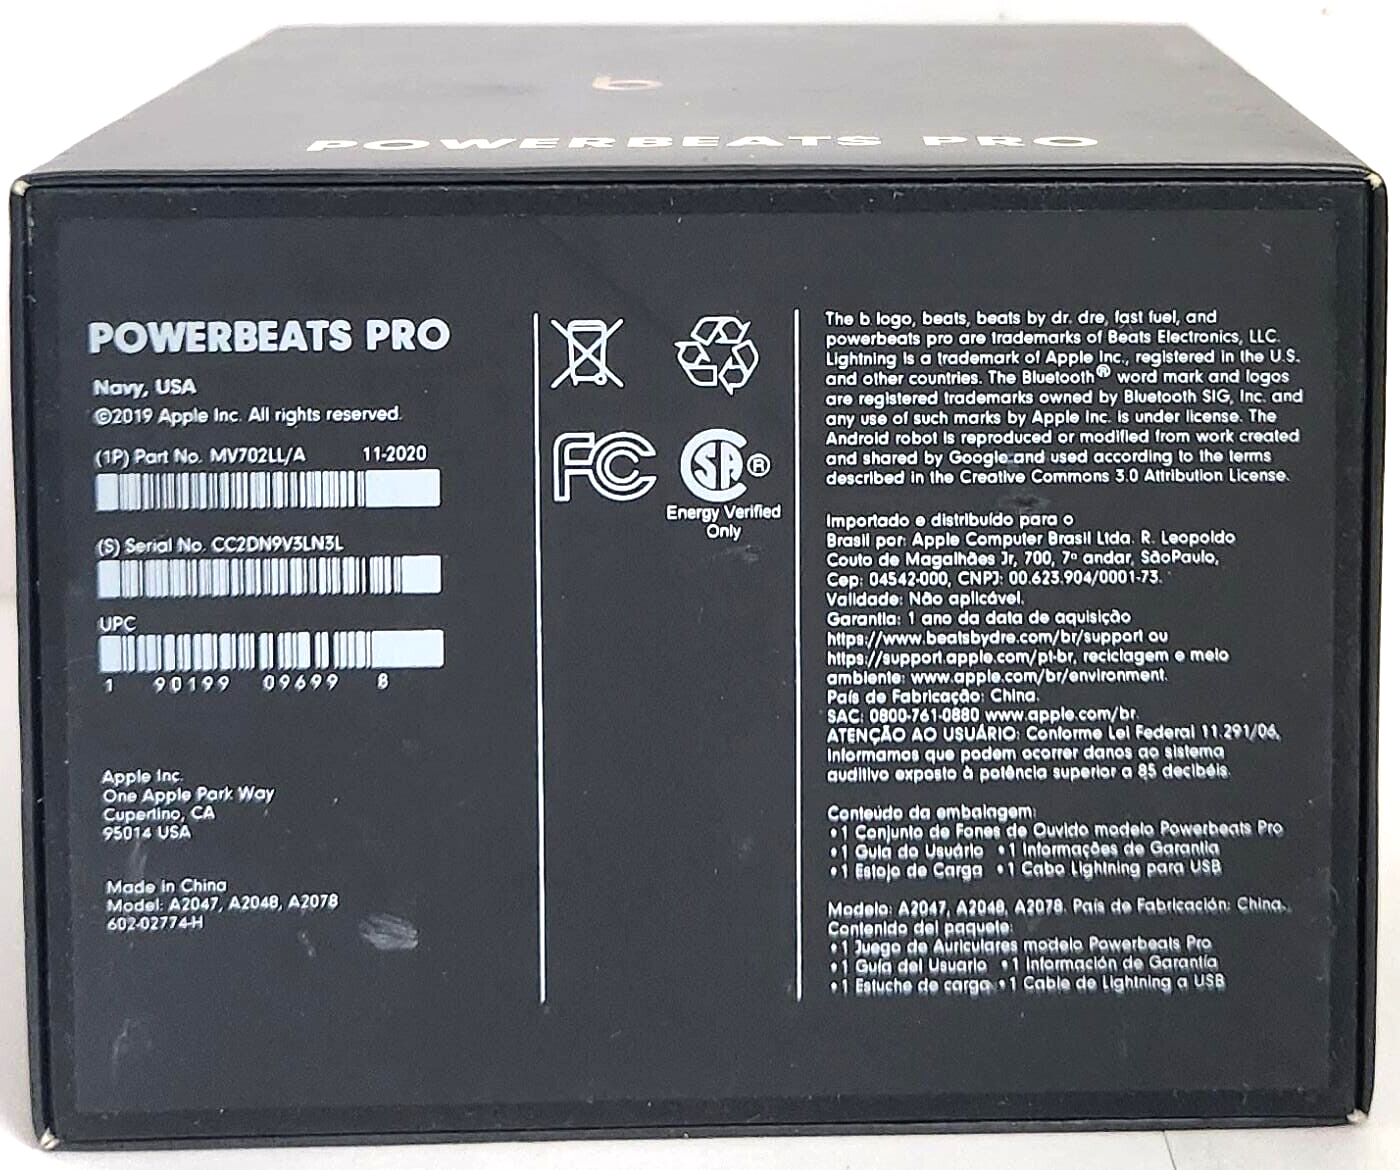 POWERBEATS PRO
POWERBEATS PRO
Navy, USA
©2019 Apple Inc. All rights reserved.
(1P) Part No. MV702LL/A 11-2020
(S) Serial No. CC2DN9V3LN3L
UPC
1 90199 09699 8
Apple Inc.
One Apple Park Way
Cupertino, CA
95014 USA
Made in China
Model: A2047, A2048, A2078
602-02774-H
FC
SA®
Energy Verified
Only
The b logo, beats, beats by dr. dre, fast fuel, and
powerbeats pro are trademarks of Beats Electronics, LLC.
Lightning is a trademark of Apple Inc., registered in the U.S.
and other countries. The Bluetooth® word mark and logos
are registered trademarks owned by Bluetooth SIG, Inc. and
any use of such marks by Apple Inc. is under license. The
Android robot is reproduced or modified from work created
and shared by Google and used according to the terms
described in the Creative Commons 3.0 Attribution License.
Importado e distribuído para o
Brasil por: Apple Computer Brasil Ltda. R. Leopoldo
Couto de Magalhães Jr, 700, 7º andar, SãoPaulo,
Cep: 04542-000, CNPJ: 00.623.904/0001-73.
Validade: Não aplicável.
Garantia: 1 ano da data de aquisição
https://www.beatsbydre.com/br/support ou
https://support.apple.com/pt-br, reciclagem e meio
ambiente: www.apple.com/br/environment.
País de Fabricação: China.
SAC: 0800-761-0880 www.apple.com/br.
ATENÇÃO AO USUÁRIO: Conforme Lei Federal 11.291/06,
Informamos que podem ocorrer danos ao sistema
auditivo exposto à potência superior a 85 decibéis.
Conteúdo da embalagem:
•1 Conjunto de Fones de Ouvido modelo Powerbeats Pro
•1 Guia do Usuário •1 Informações de Garantia
•1 Estojo de Carga •1 Cabo Lightning para USB
Modelo: A2047, A2048, A2078. País de Fabricación: China.
Contenido del paquete:
•1 Juego de Auriculares modelo Powerbeats Pro
•1 Guía del Usuario •1 Información de Garantía
•1 Estuche de carga •1 Cable de Lightning a USB